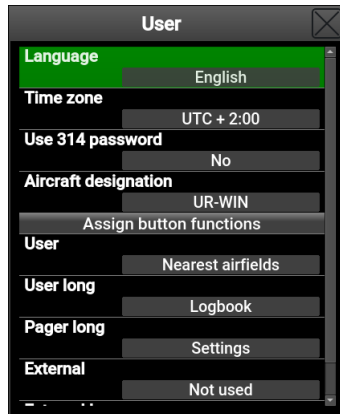 User
Language
English
Time zone
UTC + 2:00
Use 314 password
No
Aircraft designation
UR-WIN
Assign button functions
User
Nearest airfields
User long
Logbook
Pager long
Settings
External
Not used